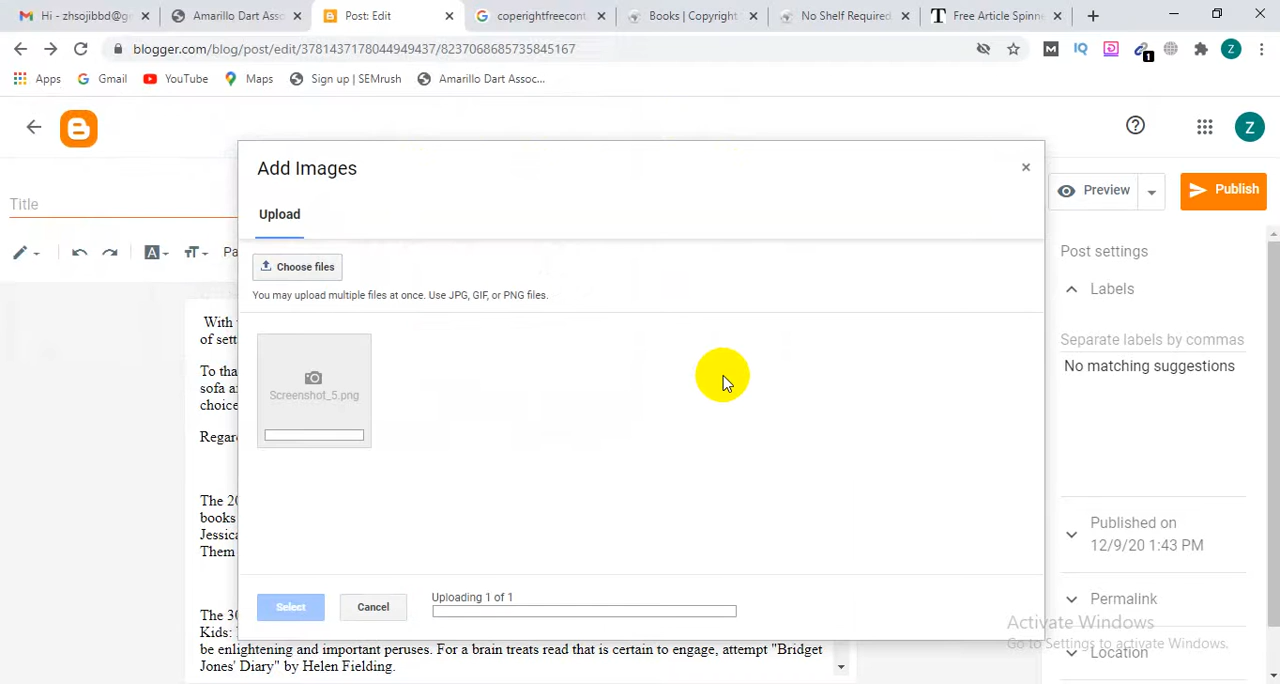 Hi - zhsojibbd@g
Amarillo Dart Asso
Post: Edit
coperightfreecont
Books | Copyright
No Shelf Required
Free Article Spinne
blogger.com/blog/post/edit/3781437178044949437/8237068685735845167
M
IQ
1
Z
Apps
Gmail
YouTube
Maps
Sign up | SEMrush
Amarillo Dart Assoc...
Z
Add Images
Preview
Publish
Title
Upload
Choose files
You may upload multiple files at once. Use JPG, GIF, or PNG files.
Post settings
Labels
Separate labels by commas
No matching suggestions
With
of sett
To tha
sofa a
choice
Regar
Screenshot_5.png
The 20
books
Jessica
Them
Published on
12/9/20 1:43 PM
Select
Cancel
Uploading 1 of 1
Permalink
The 30
Kids:
be enlightening and important peruses. For a brain treats read that is certain to engage, attempt "Bridget
Jones' Diary" by Helen Fielding.
Location
Activate Windows
Go to Settings to activate Windows.